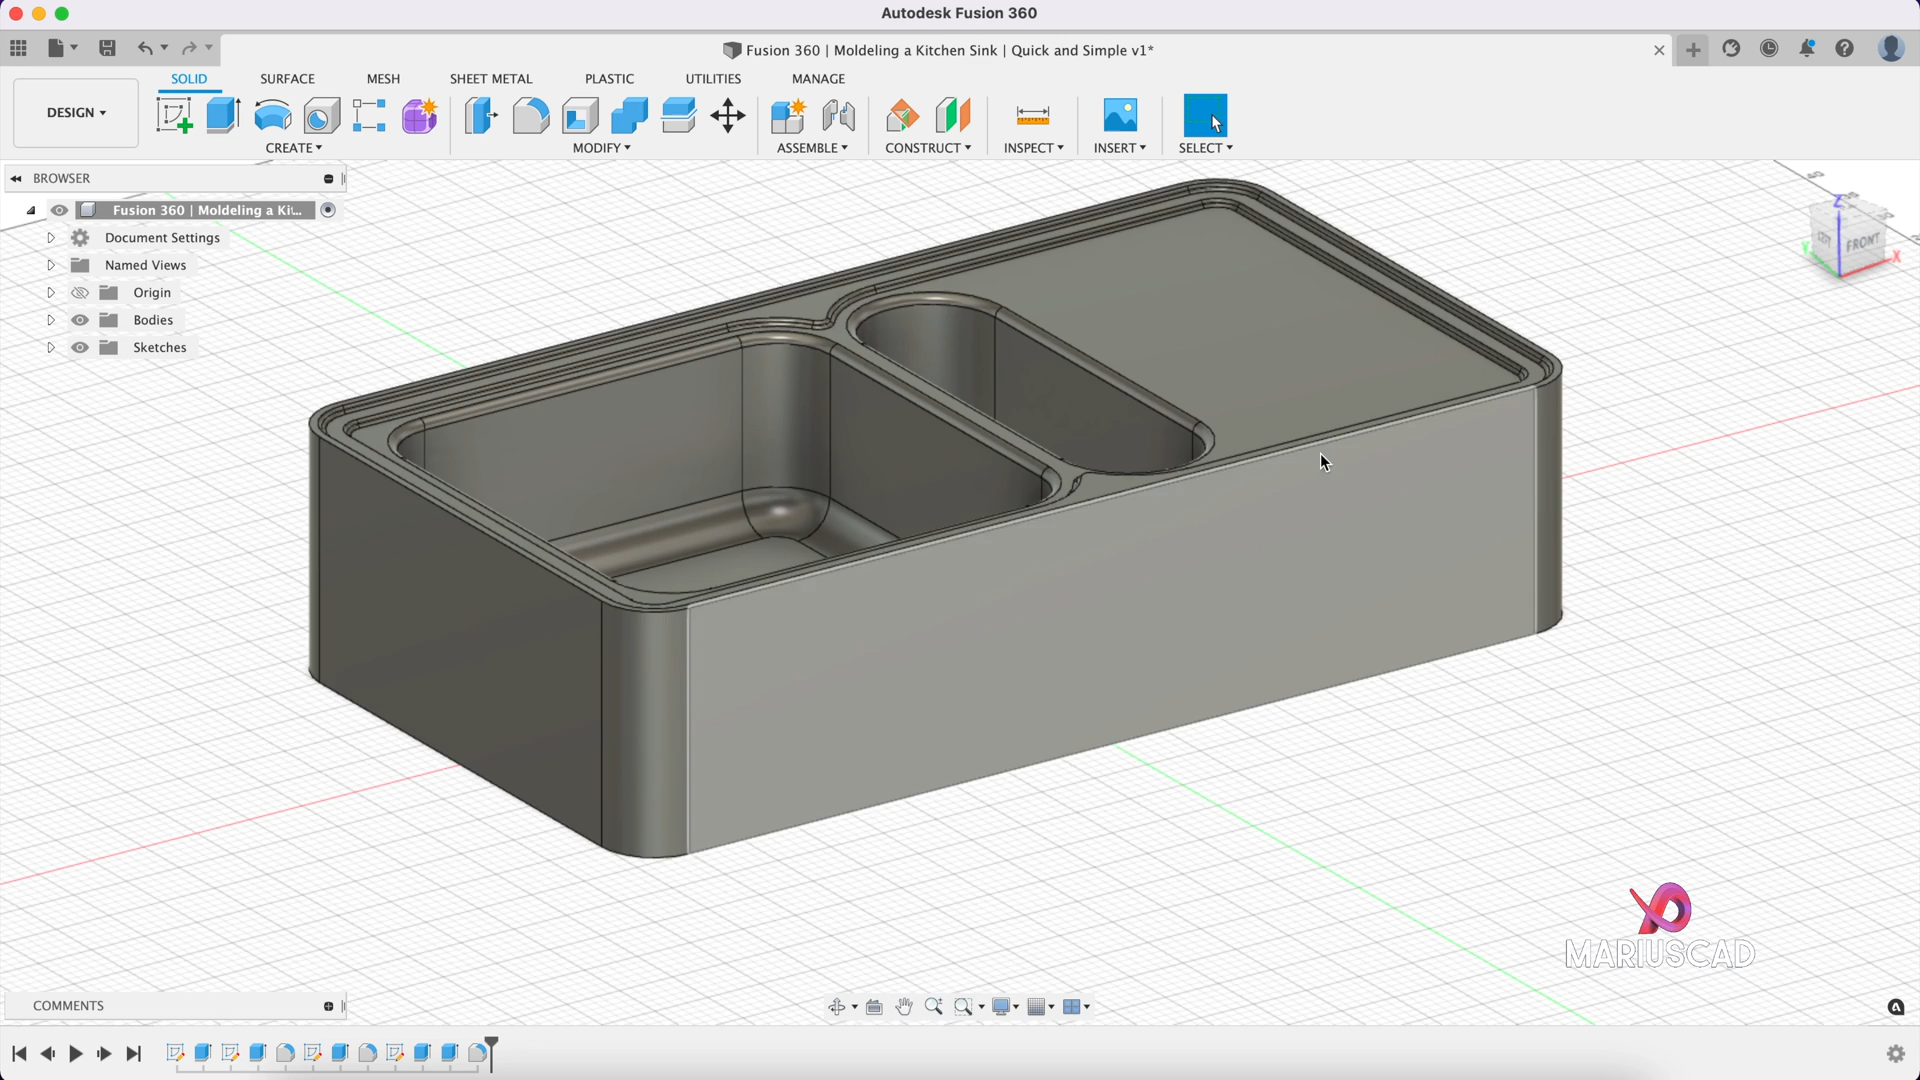 Autodesk Fusion 360
Fusion 360 | Moldeling a Kitchen Sink | Quick and Simple v1*
DESIGN
SOLID
SURFACE
MESH
SHEET METAL
PLASTIC
UTILITIES
MANAGE
CREATE
MODIFY
ASSEMBLE
CONSTRUCT
INSPECT
INSERT
SELECT
BROWSER
Fusion 360 | Moldeling a Ki...
Document Settings
Named Views
Origin
Bodies
Sketches
Z
Y
X
FRONT
MARIUSCAD
COMMENTS